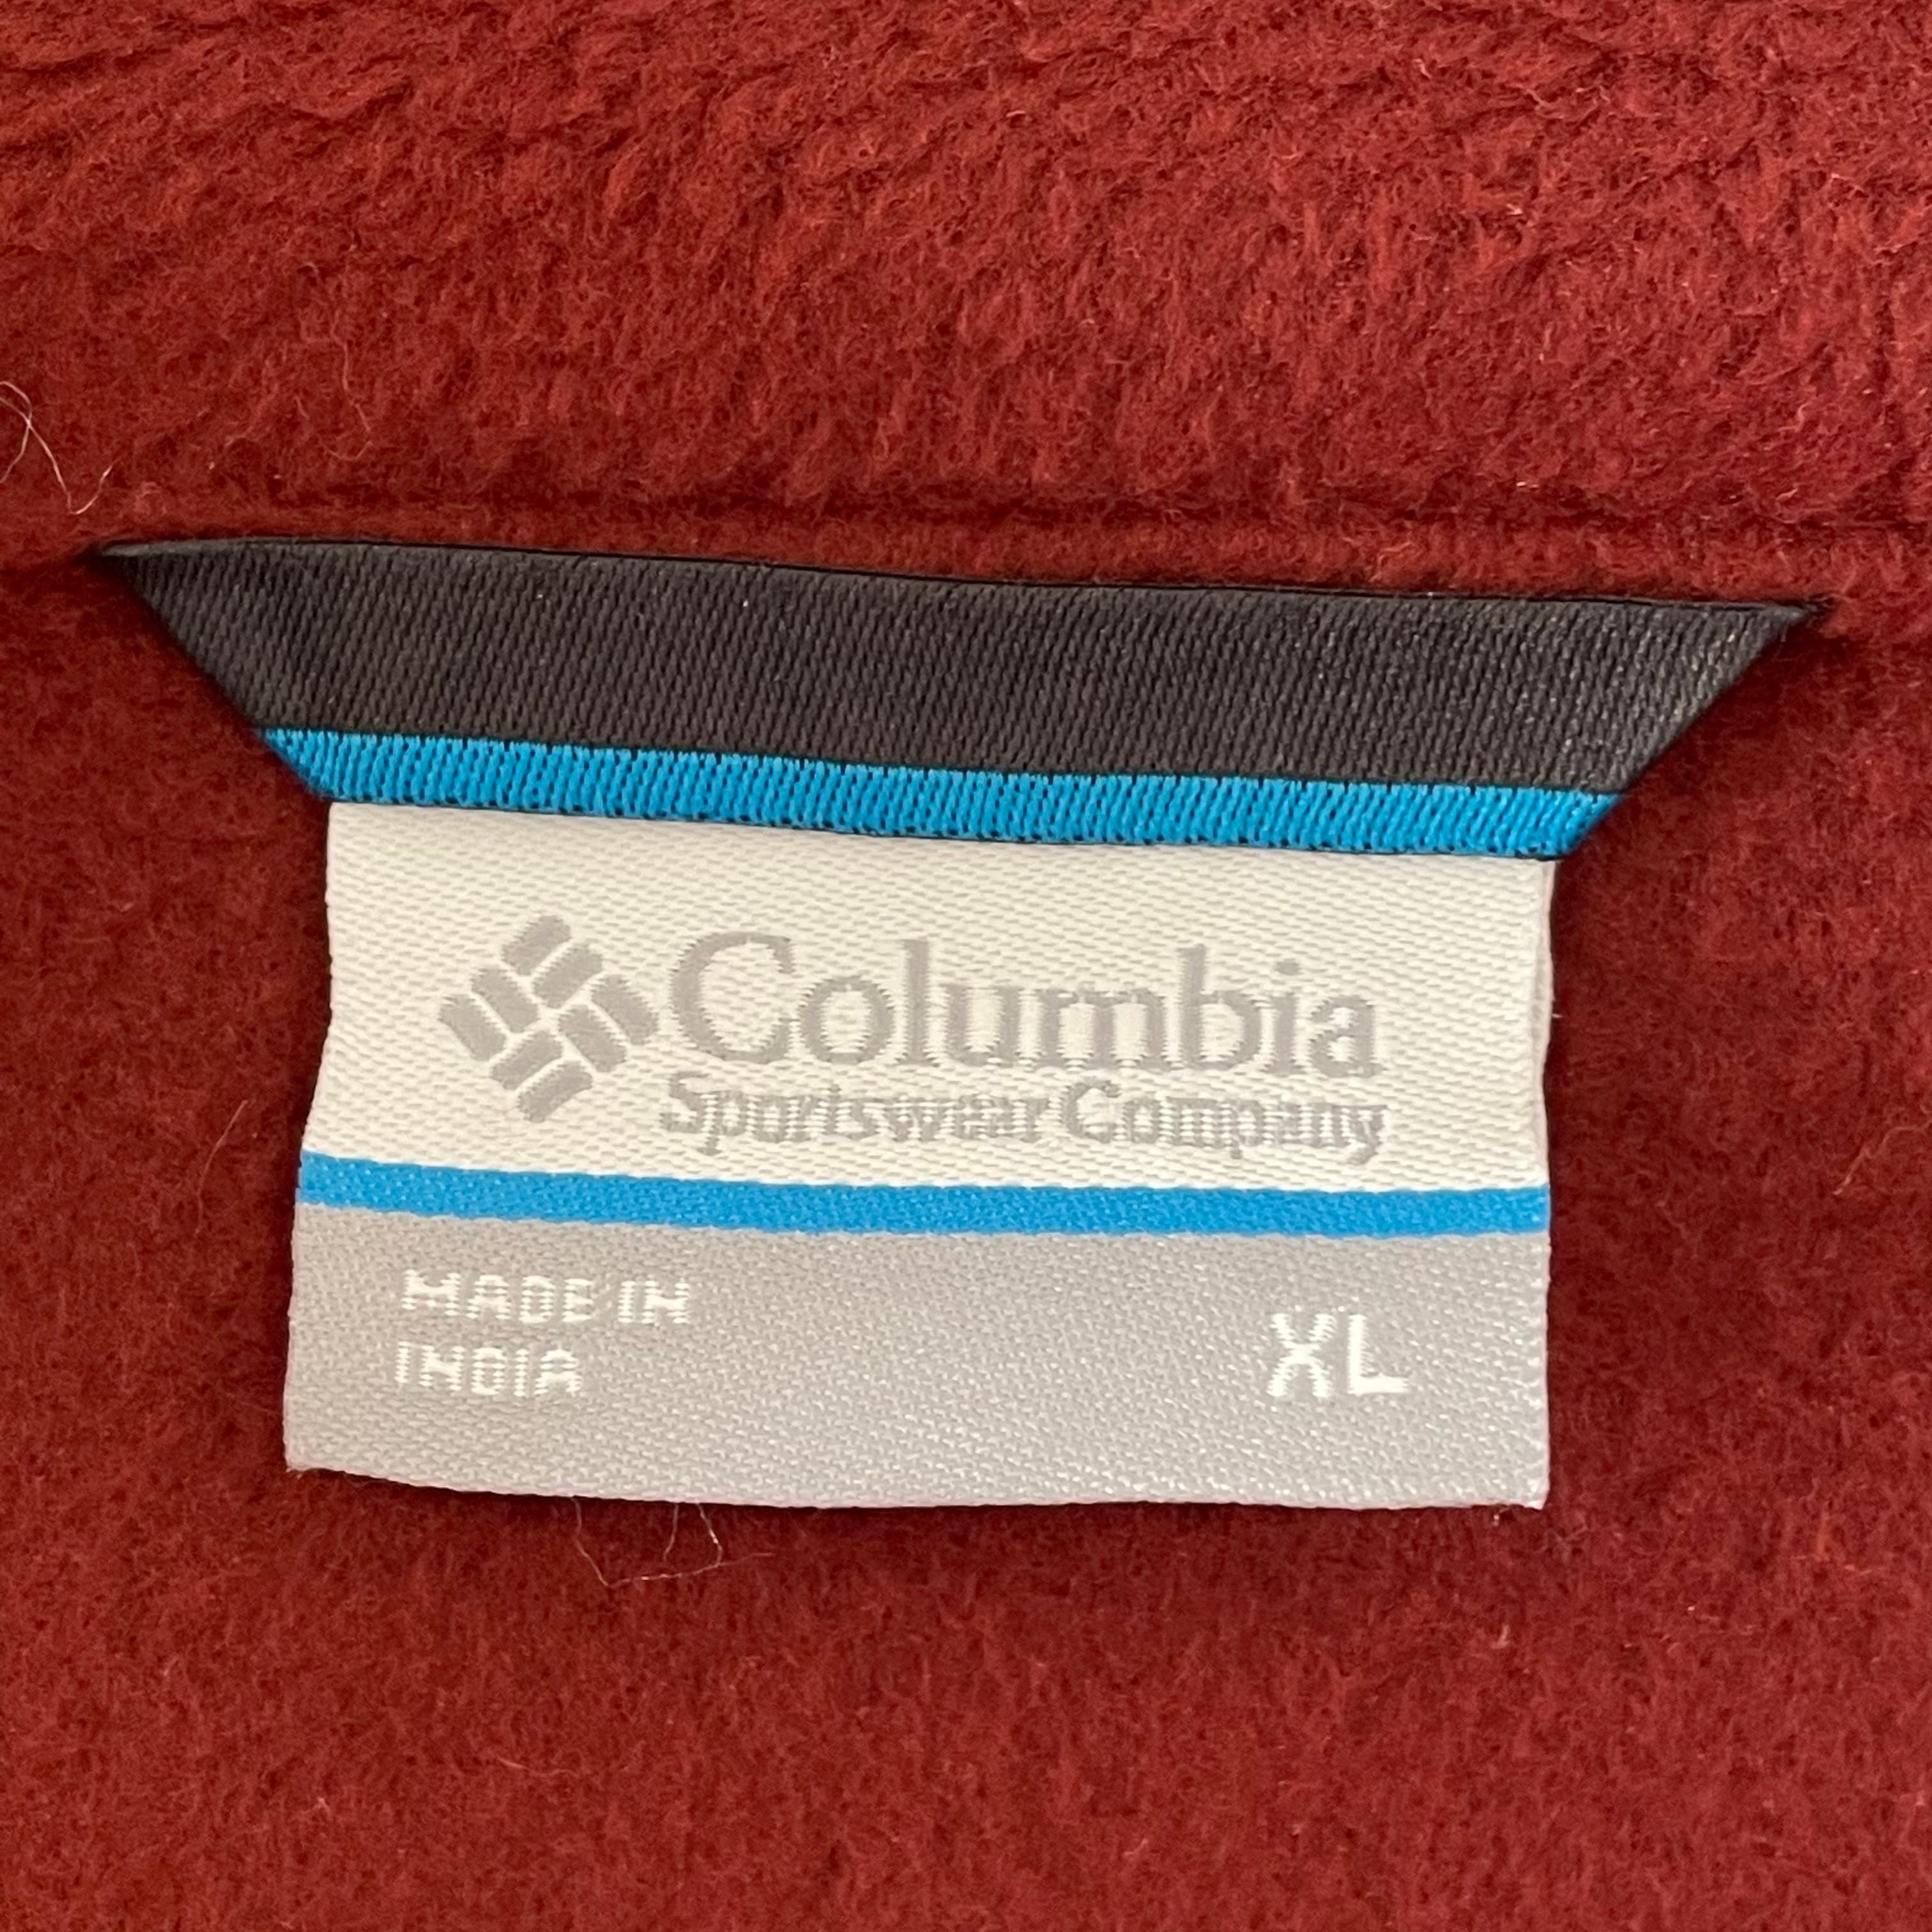 Columbia
Sportswear Company
MADE IN
INDIA
XL